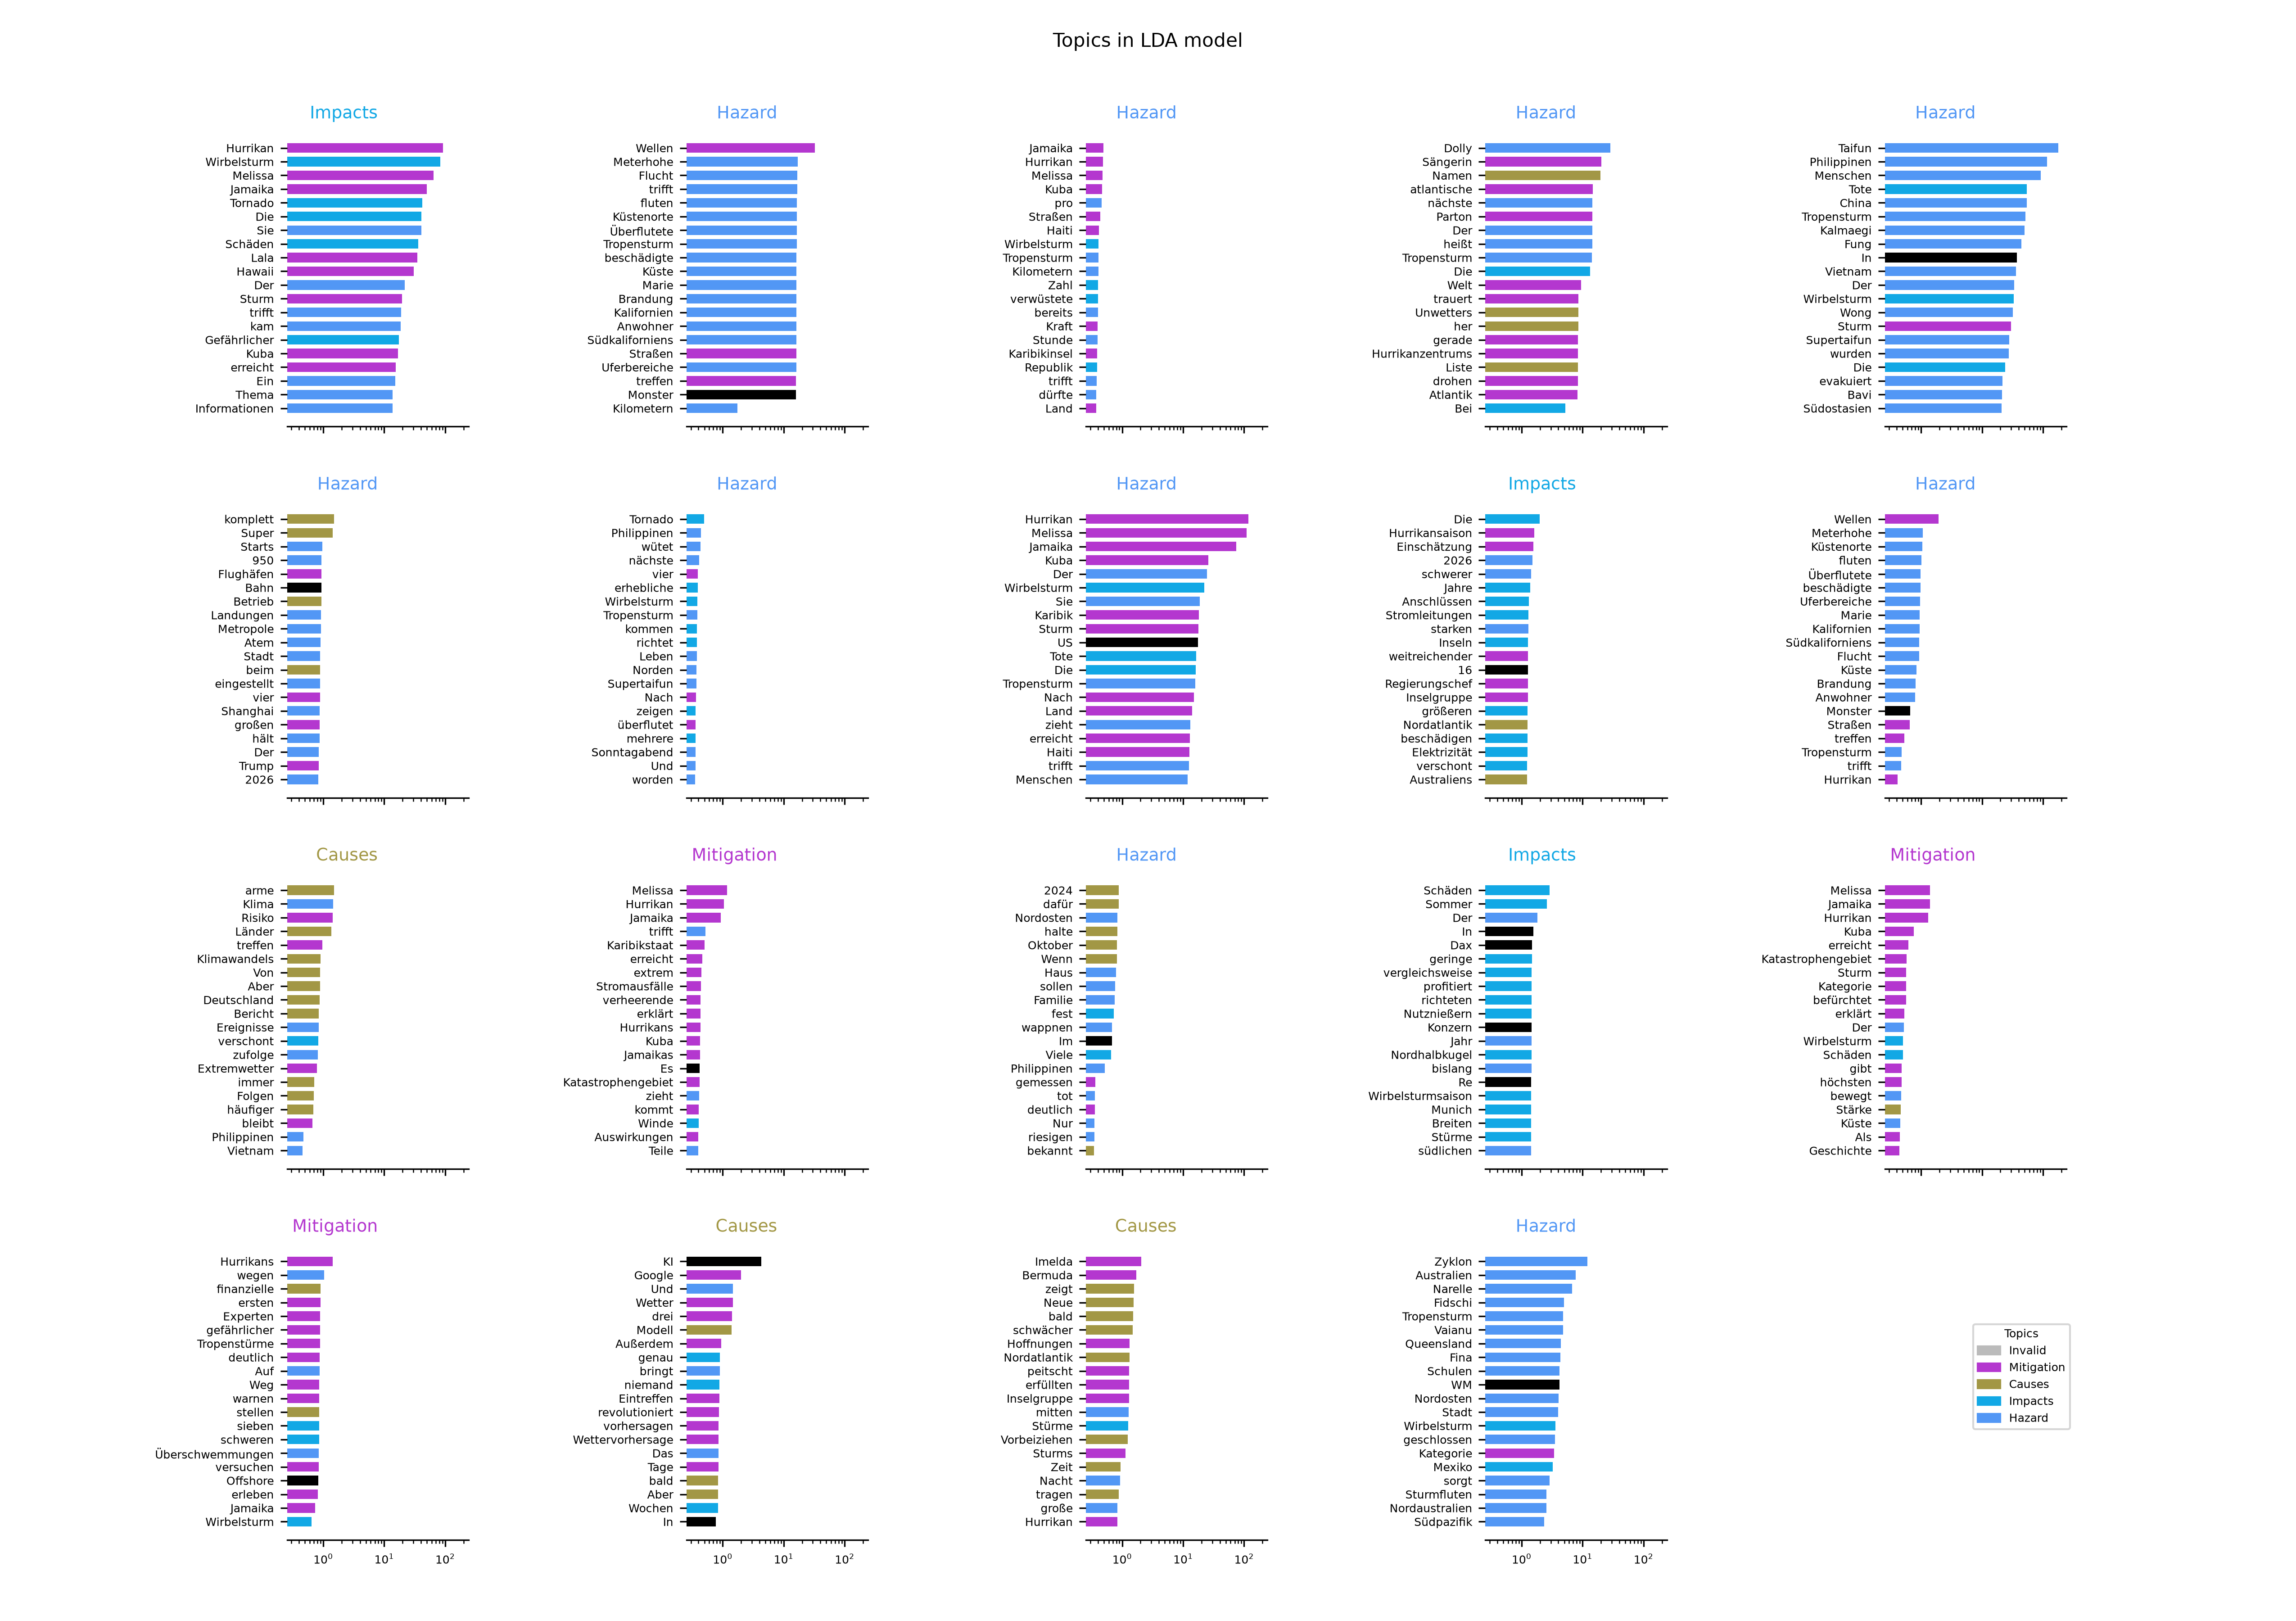 Topics in LDA model
Impacts
Hurrikan
Wirbelsturm
Melissa
Jamaika
Tornado
Die
Sie
Schäden
Lala
Hawaii
Der
Sturm
trifft
kam
Gefährlicher
Kuba
erreicht
Ein
Thema
Informationen
Hazard
Wellen
Meterhohe
Flucht
trifft
fluten
Küstenorte
Überflutete
Tropensturm
beschädigte
Küste
Marie
Brandung
Kalifornien
Anwohner
Südkaliforniens
Straßen
Uferbereiche
treffen
Monster
Kilometern
Hazard
Jamaika
Hurrikan
Melissa
Kuba
pro
Straßen
Haiti
Wirbelsturm
Tropensturm
Kilometern
Zahl
verwüstete
bereits
Kraft
Stunde
Karibikinsel
Republik
trifft
dürfte
Land
Hazard
Dolly
Sängerin
Namen
atlantische
nächste
Parton
Der
heißt
Tropensturm
Die
Welt
trauert
Unwetters
her
gerade
Hurrikanzentrums
Liste
drohen
Atlantik
Bei
Hazard
Taifun
Philippinen
Menschen
Tote
China
Tropensturm
Kalmaegi
Fung
In
Vietnam
Der
Wirbelsturm
Wong
Sturm
Supertaifun
wurden
Die
evakuiert
Bavi
Südostasien
Hazard
komplett
Super
Starts
950
Flughäfen
Bahn
Betrieb
Landungen
Metropole
Atem
Stadt
beim
eingestellt
vier
Shanghai
großen
hält
Der
Trump
2026
Hazard
Tornado
Philippinen
wütet
nächste
vier
erhebliche
Wirbelsturm
Tropensturm
kommen
richtet
Leben
Norden
Supertaifun
Nach
zeigen
überflutet
mehrere
Sonntagabend
Und
worden
Hazard
Hurrikan
Melissa
Jamaika
Kuba
Der
Wirbelsturm
Sie
Karibik
Sturm
US
Tote
Die
Tropensturm
Nach
Land
zieht
erreicht
Haiti
trifft
Menschen
Impacts
Die
Hurrikansaison
Einschätzung
2026
schwerer
Jahre
Anschlüssen
Stromleitungen
starken
Inseln
weitreichender
16
Regierungschef
Inselgruppe
größeren
Nordatlantik
beschädigen
Elektrizität
verschont
Australiens
Hazard
Wellen
Meterhohe
Küstenorte
fluten
Überflutete
beschädigte
Uferbereiche
Marie
Kalifornien
Südkaliforniens
Flucht
Küste
Brandung
Anwohner
Monster
Straßen
treffen
Tropensturm
trifft
Hurrikan
Causes
arme
Klima
Risiko
Länder
treffen
Klimawandels
Von
Aber
Deutschland
Bericht
Ereignisse
verschont
zufolge
Extremwetter
immer
Folgen
häufiger
bleibt
Philippinen
Vietnam
Mitigation
Melissa
Hurrikan
Jamaika
trifft
Karibikstaat
erreicht
extrem
Stromausfälle
verheerende
erklärt
Hurrikans
Kuba
Jamaikas
Es
Katastrophengebiet
zieht
kommt
Winde
Auswirkungen
Teile
Hazard
2024
dafür
Nordosten
halte
Oktober
Wenn
Haus
sollen
Familie
fest
wappnen
Im
Viele
Philippinen
gemessen
tot
deutlich
Nur
riesigen
bekannt
Impacts
Schäden
Sommer
Der
In
Dax
geringe
vergleichsweise
profitiert
richteten
Nutznießern
Konzern
Jahr
Nordhalbkugel
bislang
Re
Wirbelsturmsaison
Munich
Breiten
Stürme
südlichen
Mitigation
Melissa
Jamaika
Hurrikan
Kuba
erreicht
Katastrophengebiet
Sturm
Kategorie
befürchtet
erklärt
Der
Wirbelsturm
Schäden
gibt
höchsten
bewegt
Stärke
Küste
Als
Geschichte
Mitigation
Hurrikans
wegen
finanzielle
ersten
Experten
gefährlicher
Tropenstürme
deutlich
Auf
Weg
warnen
stellen
sieben
schweren
Überschwemmungen
versuchen
Offshore
erleben
Jamaika
Wirbelsturm
10⁰ 10¹ 10²
Causes
KI
Google
Und
Wetter
drei
Modell
Außerdem
genau
bringt
niemand
Eintreffen
revolutioniert
vorhersagen
Wettervorhersage
Das
Tage
bald
Aber
Wochen
In
10⁰ 10¹ 10²
Causes
Imelda
Bermuda
zeigt
Neue
bald
schwächer
Hoffnungen
Nordatlantik
peitscht
erfüllten
Inselgruppe
mitten
Stürme
Vorbeiziehen
Sturms
Zeit
Nacht
tragen
große
Hurrikan
10⁰ 10¹ 10²
Hazard
Zyklon
Australien
Narelle
Fidschi
Tropensturm
Vaianu
Queensland
Fina
Schulen
WM
Nordosten
Stadt
Wirbelsturm
geschlossen
Kategorie
Mexiko
sorgt
Sturmfluten
Nordaustralien
Südpazifik
10⁰ 10¹ 10²
Topics
Invalid
Mitigation
Causes
Impacts
Hazard